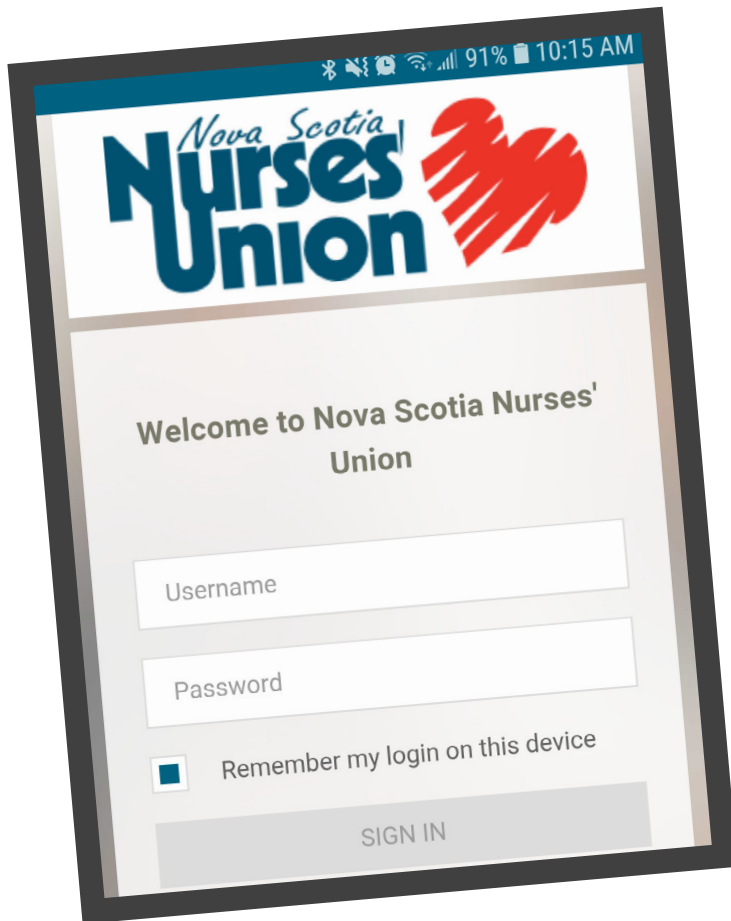 91% 10:15 AM
Nova Scotia
Nurses'
Union
Welcome to Nova Scotia Nurses'
Union
Username
Password
Remember my login on this device
SIGN IN